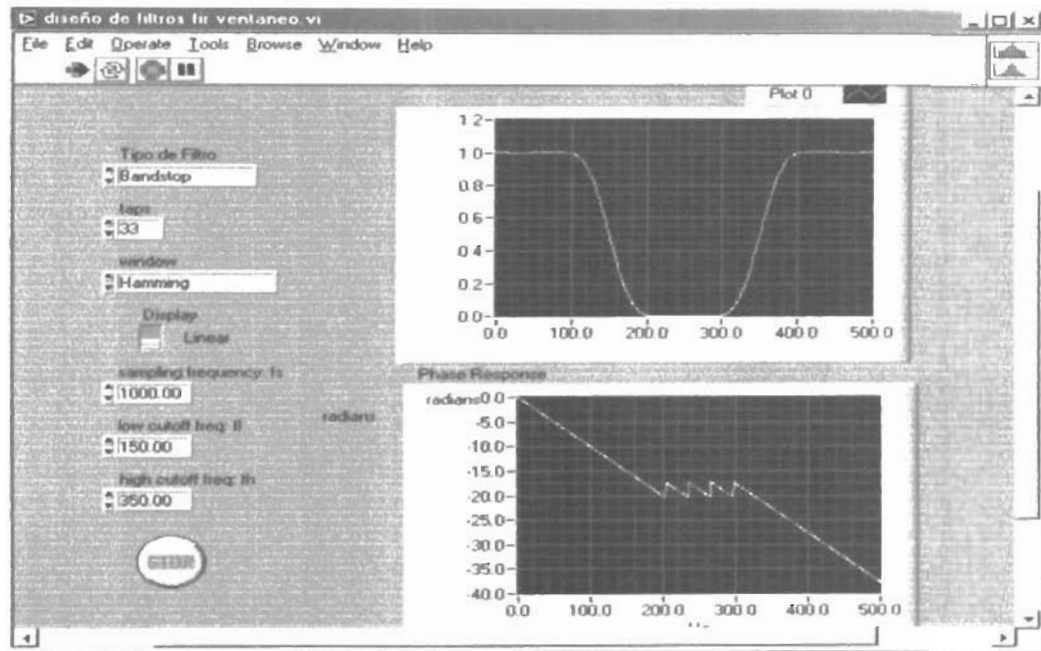 diseño de filtros fir ventaneo.vi
File Edit Operate Tools Browse Window Help
Plot 0
Tipo de Filtro
Bandstop
taps
33
window
Hamming
Display
Linear
sampling frequency: fs
1000.00
low cutoff freq: fl
150.00
high cutoff freq: fh
350.00
STOP
radians
1.2
1.0
0.8
0.6
0.4
0.2
0.0
0.0 100.0 200.0 300.0 400.0 500.0
Phase Response
radians
0.0
-5.0
-10.0
-15.0
-20.0
-25.0
-30.0
-35.0
-40.0
0.0 100.0 200.0 300.0 400.0 500.0